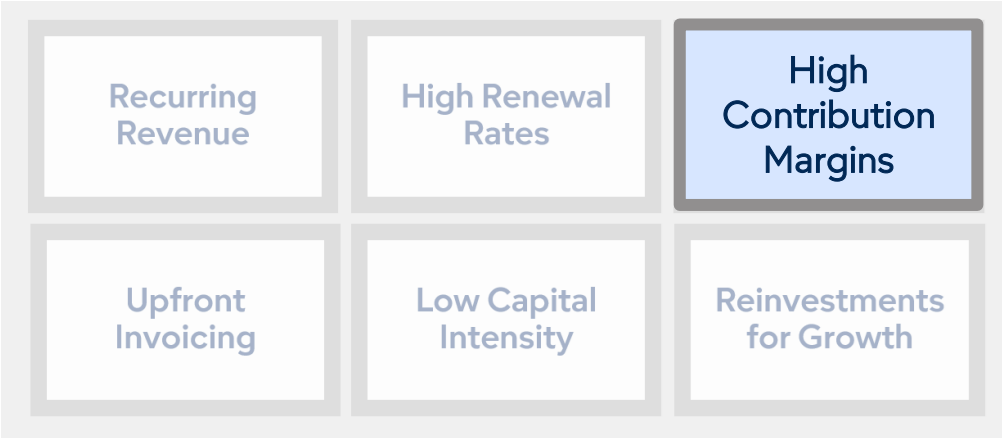 Recurring
Revenue
High Renewal
Rates
High
Contribution
Margins
Upfront
Invoicing
Low Capital
Intensity
Reinvestments
for Growth